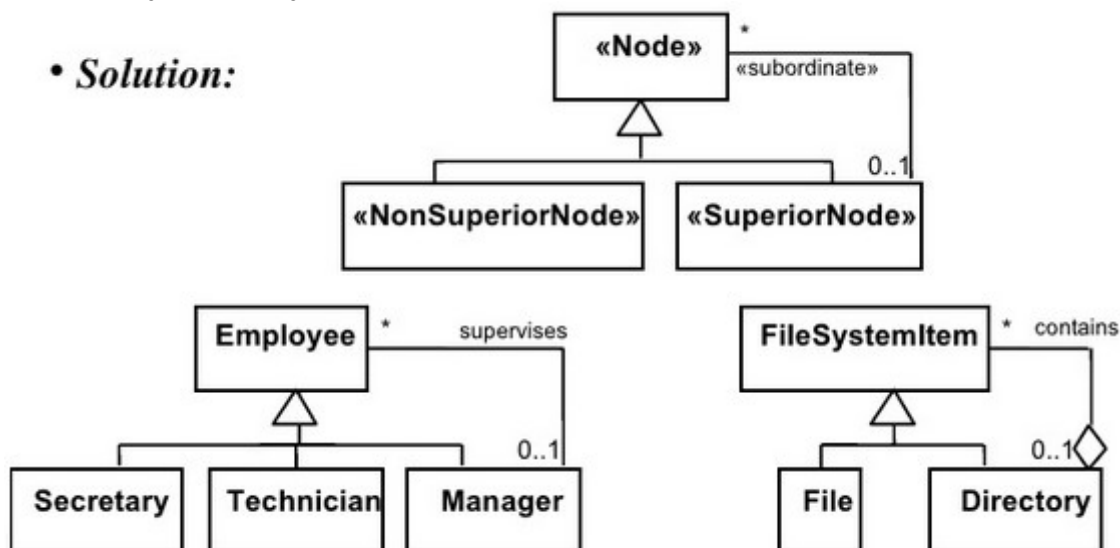 • Solution:
«Node»
*
«subordinate»
0..1
«NonSuperiorNode»
«SuperiorNode»
Employee
*
supervises
0..1
Secretary
Technician
Manager
FileSystemItem
*
contains
0..1
File
Directory